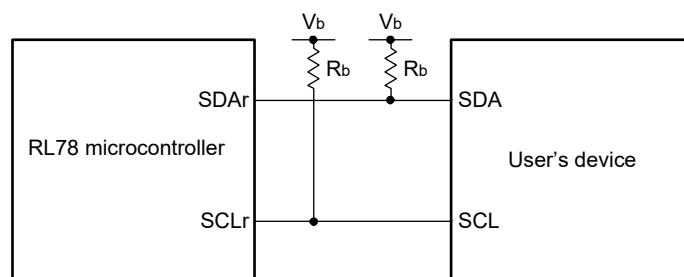 Vb
Vb
Rb
Rb
SDAr
SDA
RL78 microcontroller
User's device
SCLr
SCL